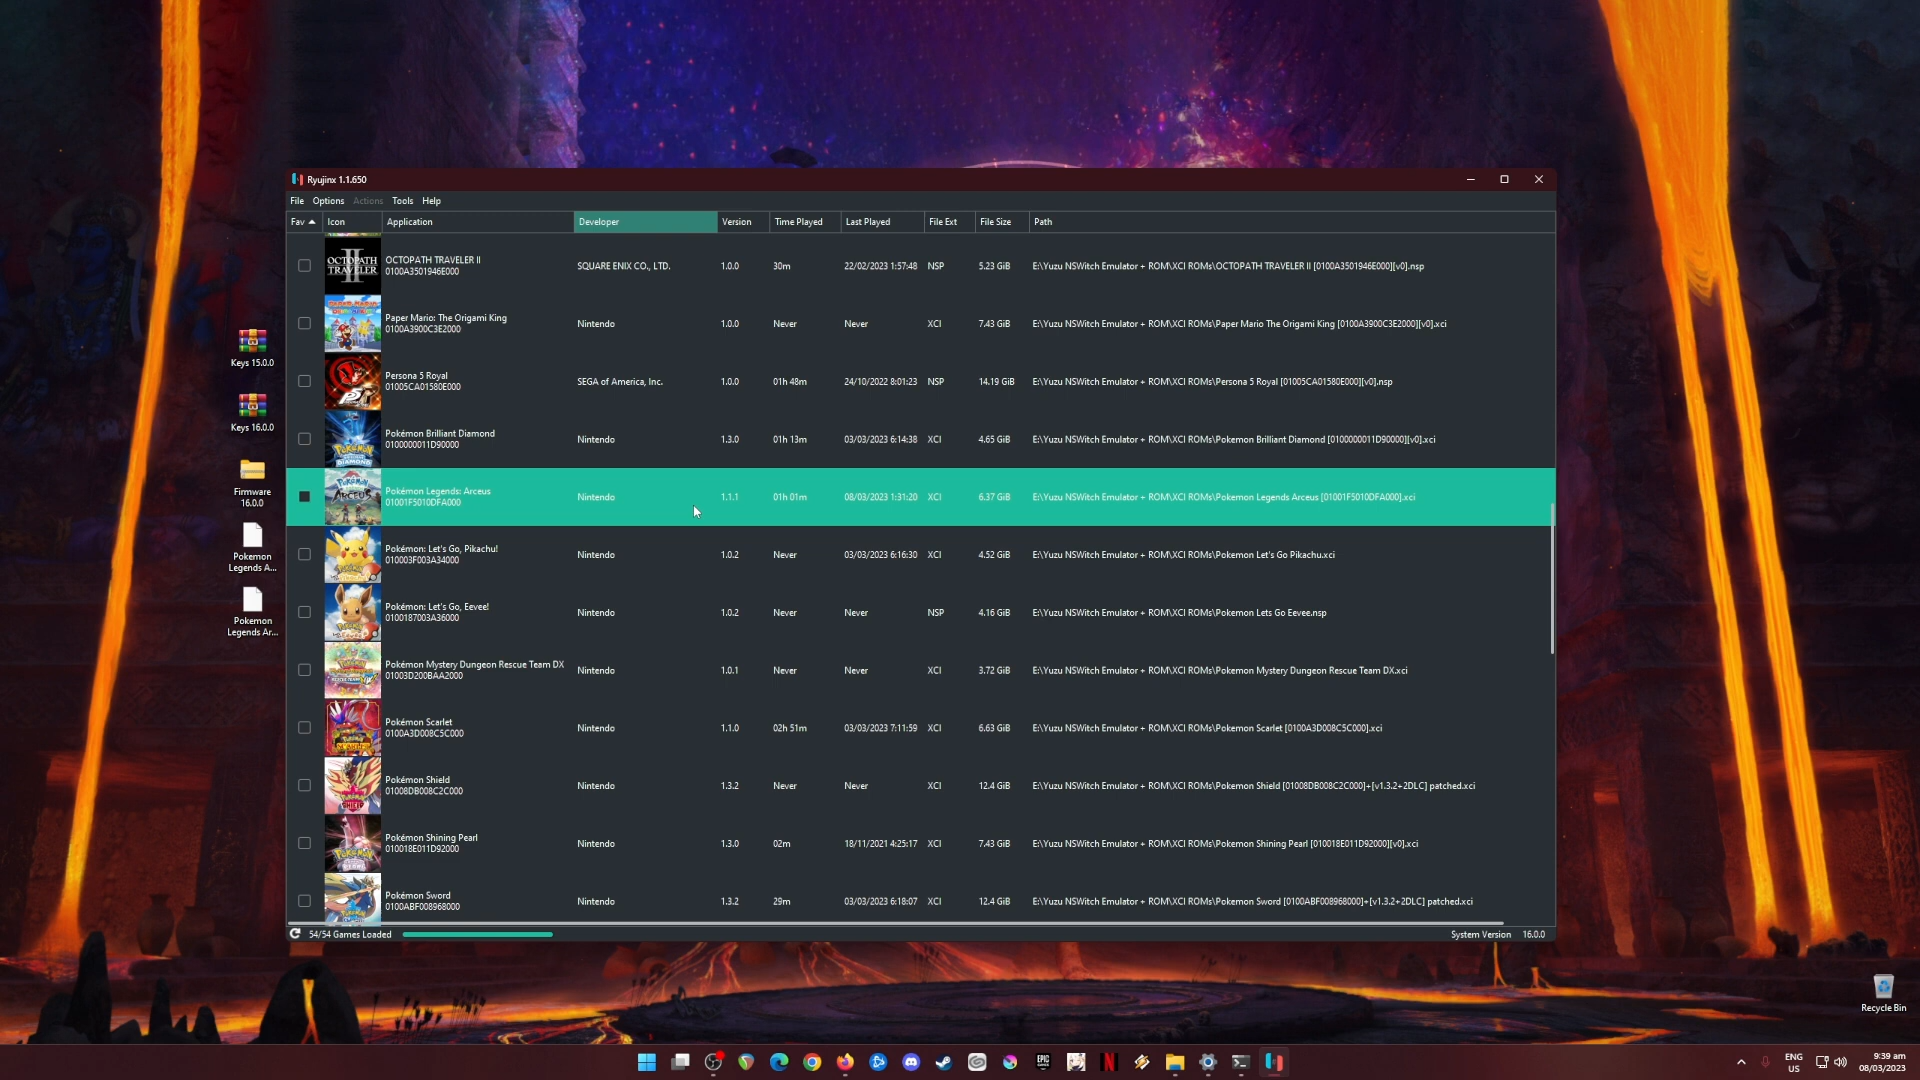 Ryujinx 1.1.650
File Options Actions Tools Help
Fav Icon Application Developer Version Time Played Last Played File Ext File Size Path
OCTOPATH TRAVELER II
0100A3501946E000
SQUARE ENIX CO., LTD. 1.0.0 30m 22/02/2023 1:57:48 NSP 5.23 GiB E:\Yuzu NSWitch Emulator + ROM\XCI ROMs\OCTOPATH TRAVELER II [0100A3501946E000][v0].nsp
OCTOPATH
TRAVELER
Paper Mario: The Origami King
0100A3900C3E2000
Nintendo 1.0.0 Never Never XCI 7.43 GiB E:\Yuzu NSWitch Emulator + ROM\XCI ROMs\Paper Mario The Origami King [0100A3900C3E2000][v0].xci
Persona 5 Royal
01005CA01580E000
SEGA of America, Inc. 1.0.0 01h 48m 24/10/2022 8:01:23 NSP 14.19 GiB E:\Yuzu NSWitch Emulator + ROM\XCI ROMs\Persona 5 Royal [01005CA01580E000][v0].nsp
Pokémon Brilliant Diamond
0100000011D90000
Nintendo 1.3.0 01h 13m 03/03/2023 6:14:38 XCI 4.65 GiB E:\Yuzu NSWitch Emulator + ROM\XCI ROMs\Pokemon Brilliant Diamond [0100000011D90000][v0].xci
Pokémon Legends: Arceus
01001F5010DFA000
Nintendo 1.1.1 01h 01m 08/03/2023 1:31:20 XCI 6.37 GiB E:\Yuzu NSWitch Emulator + ROM\XCI ROMs\Pokemon Legends Arceus [01001F5010DFA000].xci
Pokémon: Let's Go, Pikachu!
010003F003A34000
Nintendo 1.0.2 Never 03/03/2023 6:16:30 XCI 4.52 GiB E:\Yuzu NSWitch Emulator + ROM\XCI ROMs\Pokemon Let's Go Pikachu.xci
Pokémon: Let's Go, Eevee!
0100187003A36000
Nintendo 1.0.2 Never Never NSP 4.16 GiB E:\Yuzu NSWitch Emulator + ROM\XCI ROMs\Pokemon Lets Go Eevee.nsp
Pokémon Mystery Dungeon Rescue Team DX
01003D200BAA2000
Nintendo 1.0.1 Never Never XCI 3.72 GiB E:\Yuzu NSWitch Emulator + ROM\XCI ROMs\Pokemon Mystery Dungeon Rescue Team DX.xci
Pokémon Scarlet
0100A3D008C5C000
Nintendo 1.1.0 02h 51m 03/03/2023 7:11:59 XCI 6.63 GiB E:\Yuzu NSWitch Emulator + ROM\XCI ROMs\Pokemon Scarlet [0100A3D008C5C000].xci
Pokémon Shield
01008DB008C2C000
Nintendo 1.3.2 Never Never XCI 12.4 GiB E:\Yuzu NSWitch Emulator + ROM\XCI ROMs\Pokemon Shield [01008DB008C2C000]+[v1.3.2+2DLC] patched.xci
Pokémon Shining Pearl
010018E011D92000
Nintendo 1.3.0 02m 18/11/2021 4:25:17 XCI 7.43 GiB E:\Yuzu NSWitch Emulator + ROM\XCI ROMs\Pokemon Shining Pearl [010018E011D92000][v0].xci
Pokémon Sword
0100ABF008968000
Nintendo 1.3.2 29m 03/03/2023 6:18:07 XCI 12.4 GiB E:\Yuzu NSWitch Emulator + ROM\XCI ROMs\Pokemon Sword [0100ABF008968000]+[v1.3.2+2DLC] patched.xci
54/54 Games Loaded
System Version 16.0.0
Keys 15.0.0
Keys 16.0.0
Firmware
16.0.0
Pokemon
Legends A...
Pokemon
Legends Ar...
Recycle Bin
EPIC
GAMES
ENG
US
9:39 am
08/03/2023